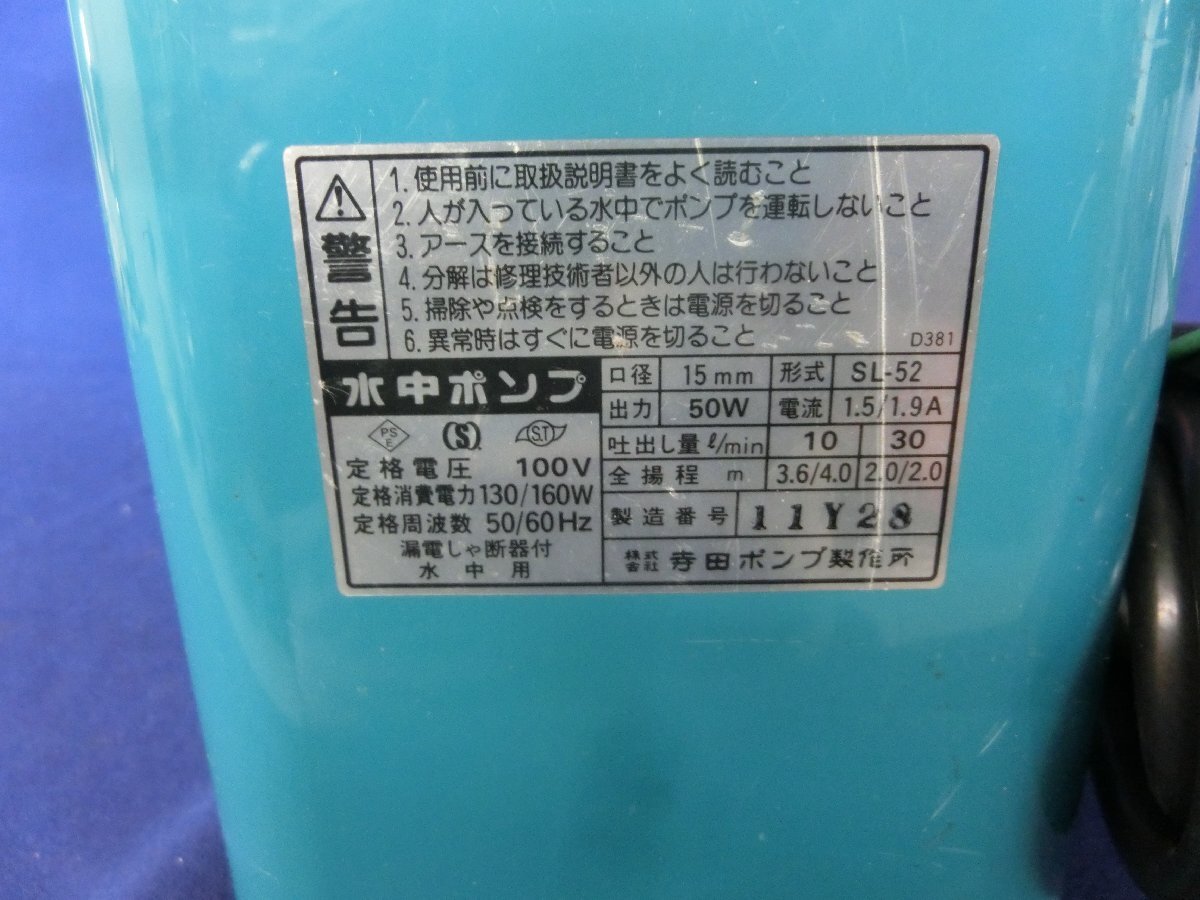 警告
1. 使用前に取扱説明書をよく読むこと
2. 人が入っている水中でポンプを運転しないこと
3. アースを接続すること
4. 分解は修理技術者以外の人は行わないこと
5. 掃除や点検をするときは電源を切ること
6. 異常時はすぐに電源を切ること
D381
水中ポンプ
PS E (S) S.T
定格電圧 100V
定格消費電力 130/160W
定格周波数 50/60Hz
漏電しゃ断器付
水中用
口径 15mm 形式 SL-52
出力 50W 電流 1.5/1.9A
吐出し量 ℓ/min 10 30
全揚程 m 3.6/4.0 2.0/2.0
製造番号 11Y28
株式会社 寺田ポンプ製作所